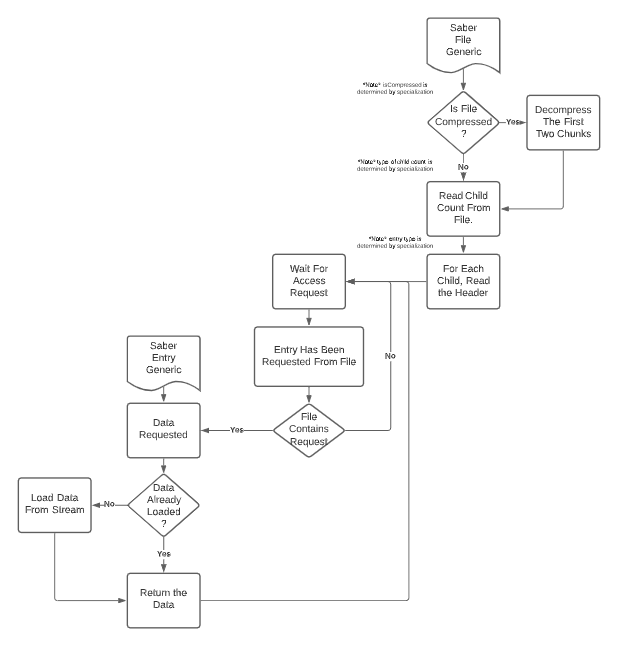 Saber
File
Generic
*Note* isCompressed is
determined by specialization
Is File
Compressed
?
Yes
Decompress
The First
Two Chunks
No
*Note* type of child count is
determined by specialization
Read Child
Count From
File.
*Note* entry type is
determined by specialization
For Each
Child, Read
the Header
Wait For
Access
Request
Entry Has Been
Requested From File
No
File
Contains
Request
Yes
Saber
Entry
Generic
Data
Requested
Data
Already
Loaded
?
No
Load Data
From Stream
Yes
Return the
Data